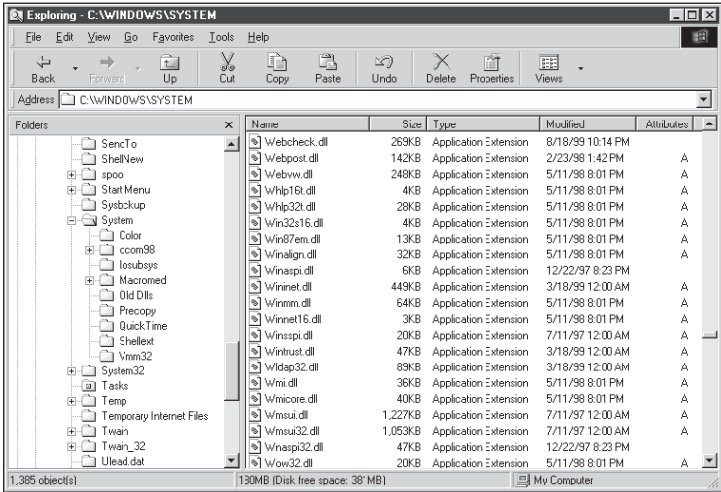 Exploring - C:\WINDOWS\SYSTEM
File Edit View Go Favorites Tools Help
Back Forward Up Cut Copy Paste Undo Delete Properties Views
Address C:\WINDOWS\SYSTEM
Folders
SendTo
ShellNew
spoo
Start Menu
Sysbckup
System
Color
ccom98
Iosubsys
Macromed
Old Dlls
Precopy
QuickTime
Shellext
Vmm32
System32
Tasks
Temp
Temporary Internet Files
Twain
Twain_32
Ulead.dat
Name Size Type Modified Attributes
Webcheck.dll 269KB Application Extension 8/18/99 10:14 PM
Webpost.dll 142KB Application Extension 2/23/98 1:42 PM A
Webvw.dll 248KB Application Extension 5/11/98 8:01 PM A
Whlp16t.dll 4KB Application Extension 5/11/98 8:01 PM A
Whlp32t.dll 28KB Application Extension 5/11/98 8:01 PM A
Win32s16.dll 4KB Application Extension 5/11/98 8:01 PM A
Win87em.dll 13KB Application Extension 5/11/98 8:01 PM A
Winalign.dll 32KB Application Extension 5/11/98 8:01 PM A
Winaspi.dll 6KB Application Extension 12/22/97 8:23 PM
Wininet.dll 449KB Application Extension 3/18/99 12:00 AM A
Winmm.dll 64KB Application Extension 5/11/98 8:01 PM A
Winnet16.dll 3KB Application Extension 5/11/98 8:01 PM A
Winsspi.dll 20KB Application Extension 7/11/97 12:00 AM A
Wintrust.dll 47KB Application Extension 3/18/99 12:00 AM A
Wldap32.dll 89KB Application Extension 3/18/99 12:00 AM A
Wmi.dll 36KB Application Extension 5/11/98 8:01 PM A
Wmicore.dll 40KB Application Extension 5/11/98 8:01 PM A
Wmsui.dll 1,227KB Application Extension 7/11/97 12:00 AM A
Wmsui32.dll 1,053KB Application Extension 7/11/97 12:00 AM A
Wnaspi32.dll 47KB Application Extension 12/22/97 8:23 PM
Wow32.dll 20KB Application Extension 5/11/98 8:01 PM A
1,385 object(s) 130MB (Disk free space: MB) My Computer